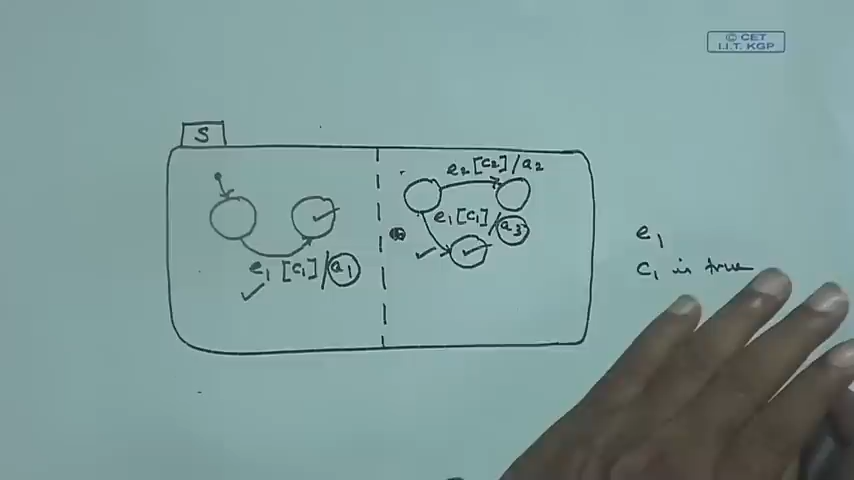 © CET
I.I.T. KGP
S
e₂[c₂]/a₂
e₁[c₁]/a₃
e₁ [c₁]/a₁
e₁
c₁ is true